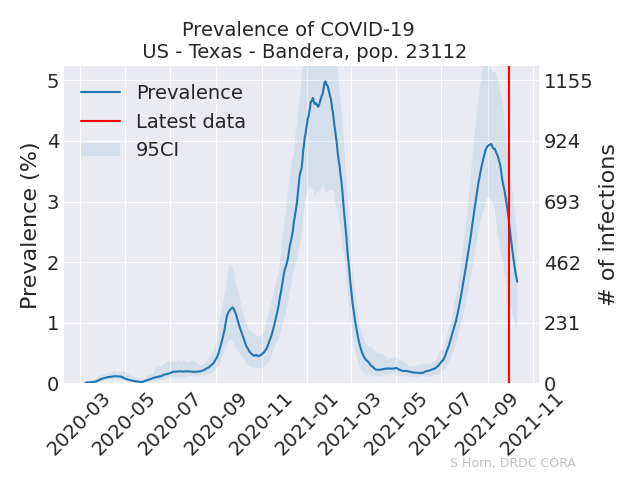 Prevalence of COVID-19
US - Texas - Bandera, pop. 23112
Prevalence
Latest data
95CI
Prevalence (%)
5
4
3
2
1
0
# of infections
1155
924
693
462
231
0
2020-03
2020-05
2020-07
2020-09
2020-11
2021-01
2021-03
2021-05
2021-07
2021-09
2021-11
S Horn, DRDC CORA